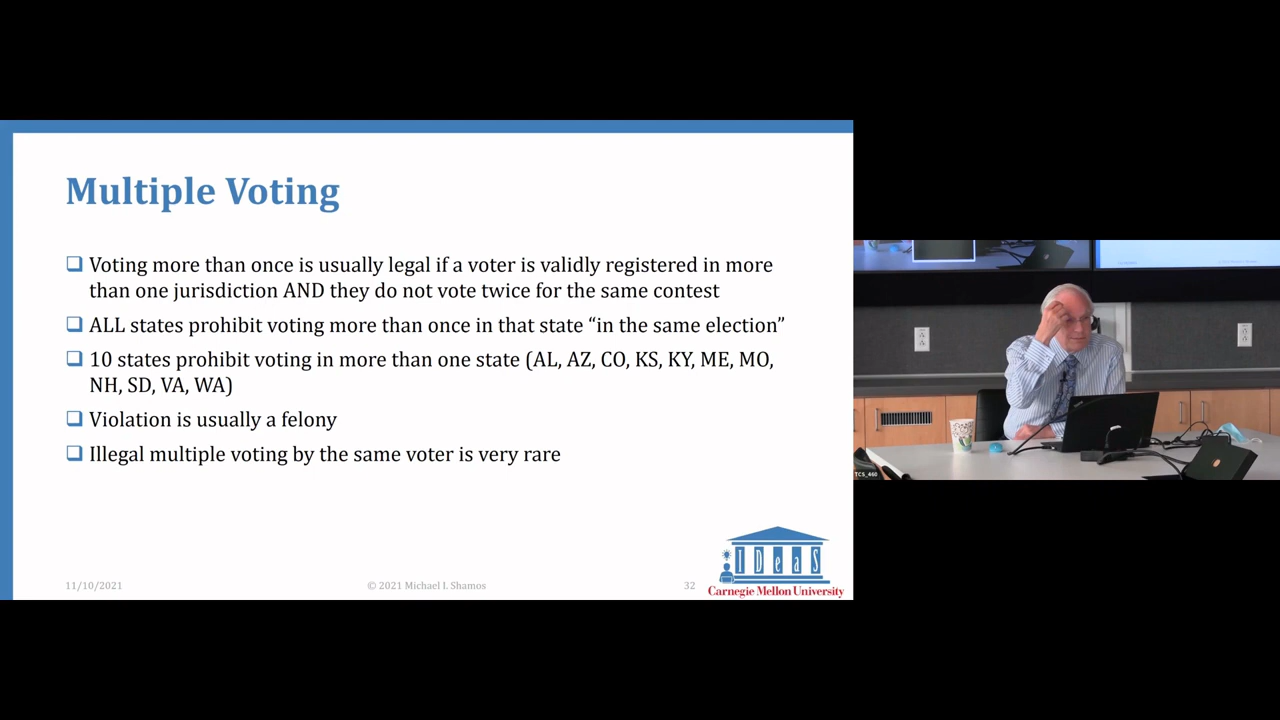 Multiple Voting
❑ Voting more than once is usually legal if a voter is validly registered in more
than one jurisdiction AND they do not vote twice for the same contest
❑ ALL states prohibit voting more than once in that state “in the same election”
❑ 10 states prohibit voting in more than one state (AL, AZ, CO, KS, KY, ME, MO,
NH, SD, VA, WA)
❑ Violation is usually a felony
❑ Illegal multiple voting by the same voter is very rare
IDeaS
Carnegie Mellon University
11/10/2021
© 2021 Michael I. Shamos
32
TCS_460